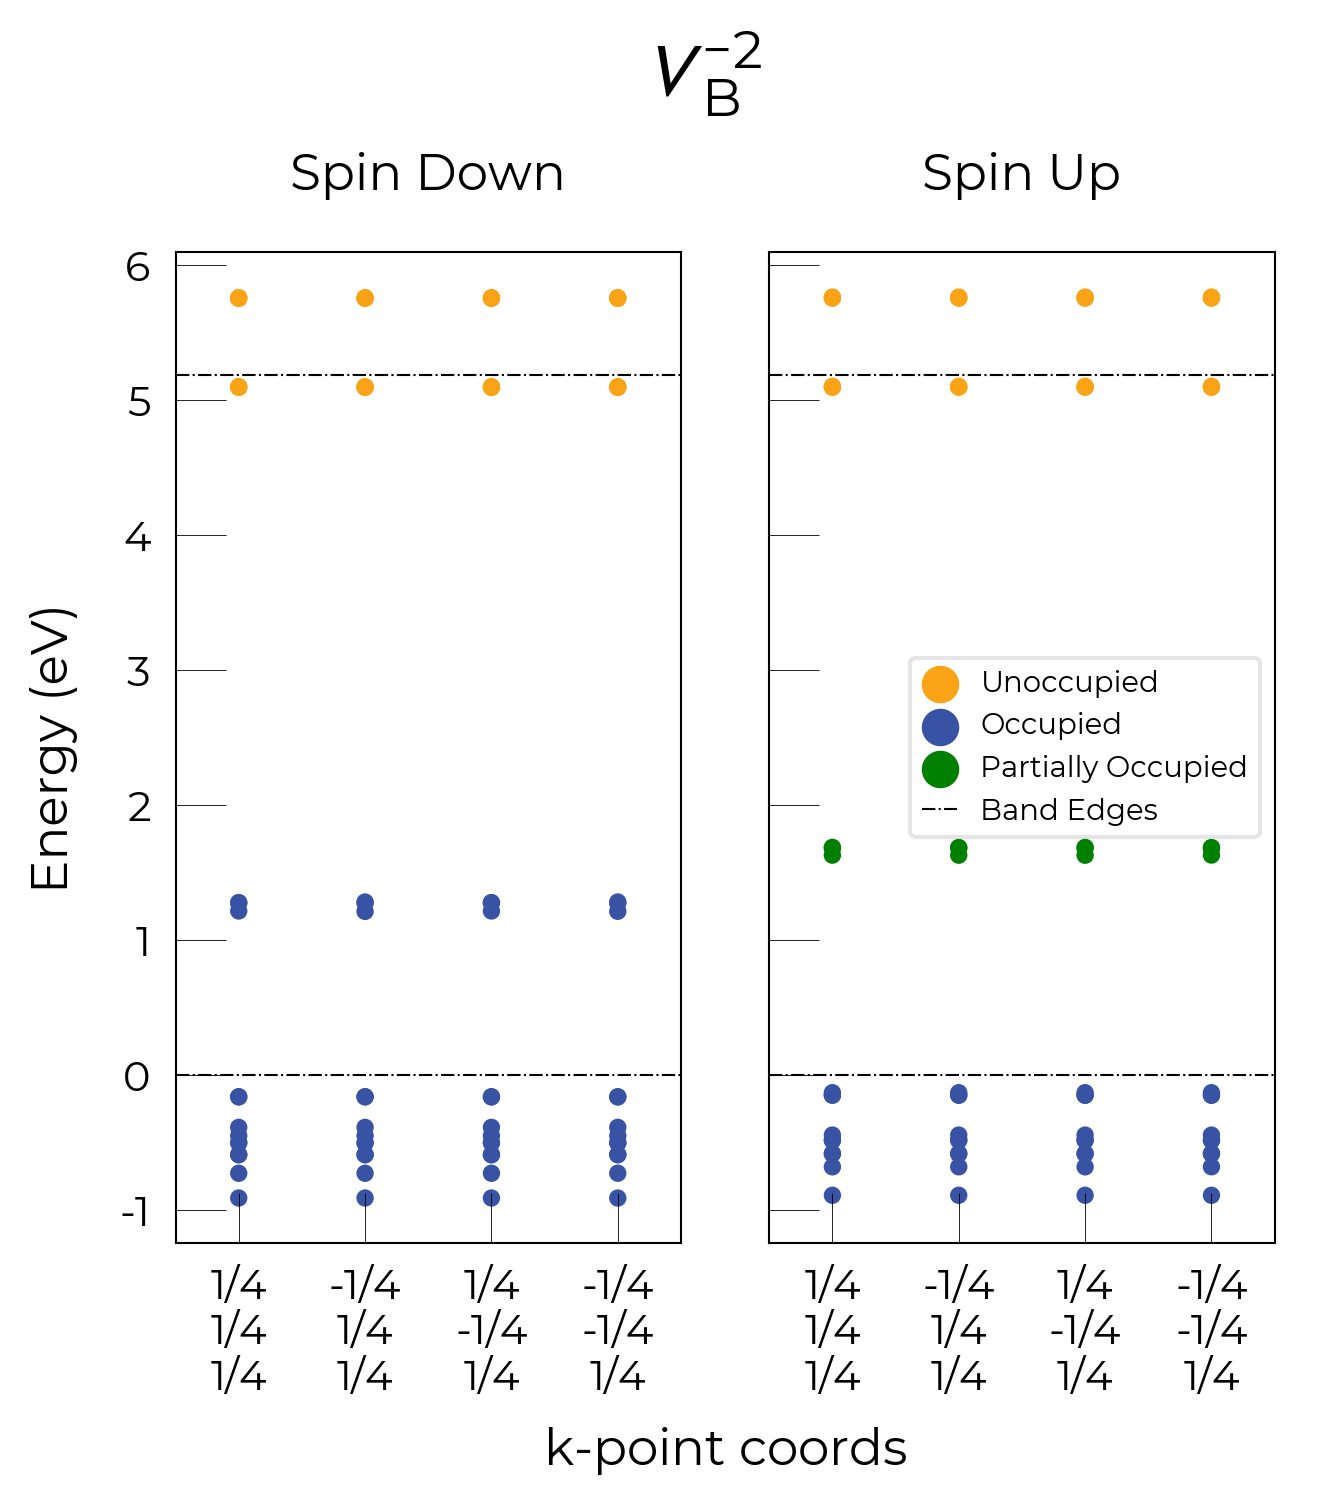 V_B^−2
Spin Down
Spin Up
6
5
4
3
2
1
0
-1
Energy (eV)
Unoccupied
Occupied
Partially Occupied
Band Edges
1/4 -1/4 1/4 -1/4 1/4 -1/4 1/4 -1/4
1/4 1/4 -1/4 -1/4 1/4 1/4 -1/4 -1/4
1/4 1/4 1/4 1/4 1/4 1/4 1/4 1/4
k-point coords